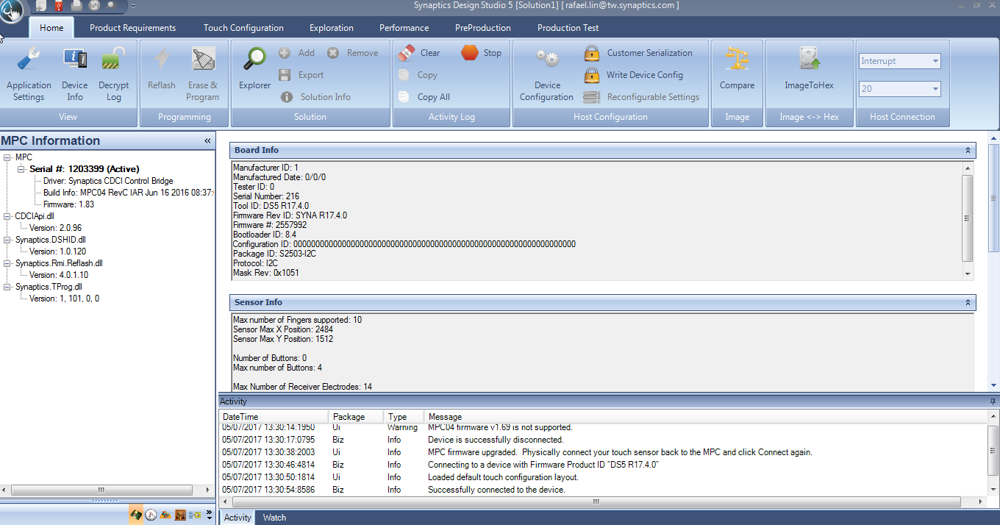 Synaptics Design Studio 5 [Solution1] [ rafael.lin@tw.synaptics.com ]
Home Product Requirements Touch Configuration Exploration Performance PreProduction Production Test
Application Settings
Device Info
Decrypt Log
View
Reflash
Erase & Program
Programming
Explorer
Add Remove
Export
Solution Info
Solution
Clear Stop
Copy
Copy All
Activity Log
Device Configuration
Customer Serialization
Write Device Config
Reconfigurable Settings
Host Configuration
Compare
Image
ImageToHex
Image <-> Hex
Interrupt
20
Host Connection
MPC Information «
MPC
Serial #: 1203399 (Active)
Driver: Synaptics CDCI Control Bridge
Build Info: MPC04 RevC IAR Jun 16 2016 08:37:
Firmware: 1.83
CDCIApi.dll
Version: 2.0.96
Synaptics.DSHID.dll
Version: 1.0.120
Synaptics.Rmi.Reflash.dll
Version: 4.0.1.10
Synaptics.TProg.dll
Version: 1, 101, 0, 0
Board Info
Manufacturer ID: 1
Manufactured Date: 0/0/0
Tester ID: 0
Serial Number: 216
Tool ID: DS5 R17.4.0
Firmware Rev ID: SYNA R17.4.0
Firmware #: 2557992
Bootloader ID: 8.4
Configuration ID: 0000000000000000000000000000000000000000000000000000000000000000
Package ID: S2503-I2C
Protocol: I2C
Mask Rev: 0x1051
Sensor Info
Max number of Fingers supported: 10
Sensor Max X Position: 2484
Sensor Max Y Position: 1512
Number of Buttons: 0
Max number of Buttons: 4
Max Number of Receiver Electrodes: 14
Activity
DateTime Package Type Message
05/07/2017 13:30:14:1950 Ui Warning MPC04 firmware v1.69 is not supported.
05/07/2017 13:30:17:0795 Biz Info Device is successfully disconnected.
05/07/2017 13:30:38:2003 Ui Info MPC firmware upgraded. Physically connect your touch sensor back to the MPC and click Connect again.
05/07/2017 13:30:46:4814 Biz Info Connecting to a device with Firmware Product ID "DS5 R17.4.0"
05/07/2017 13:30:50:1814 Ui Info Loaded default touch configuration layout.
05/07/2017 13:30:54:8586 Biz Info Successfully connected to the device.
Activity Watch